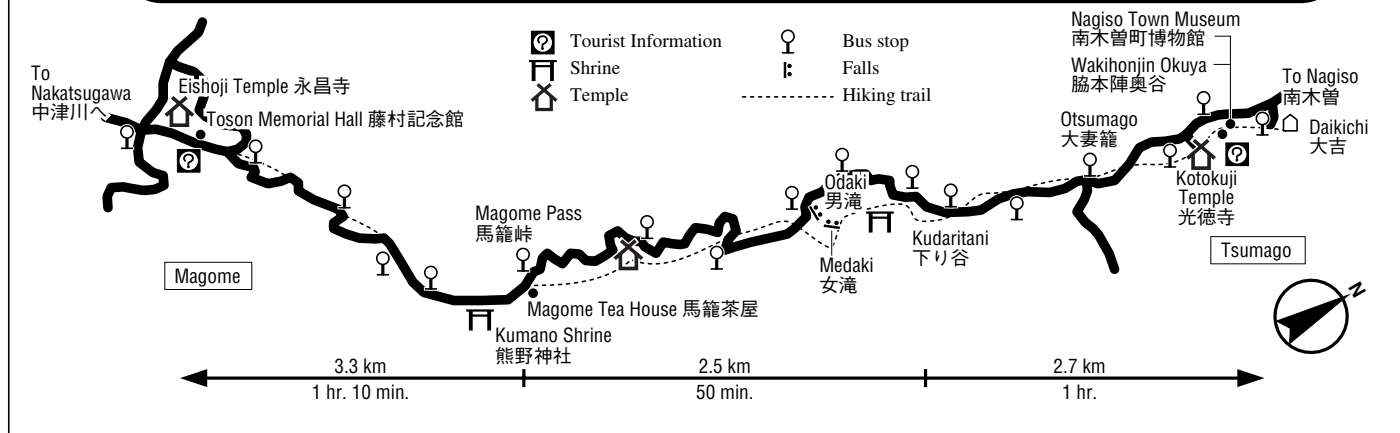 Nagiso Town Museum
南木曽町博物館
Wakihonjin Okuya
脇本陣奥谷
To Nagiso
南木曽
Daikichi
大吉
Tourist Information
Shrine
Temple
Bus stop
Falls
Hiking trail
To
Nakatsugawa
中津川へ
Eishoji Temple 永昌寺
Toson Memorial Hall 藤村記念館
Otsumago
大妻籠
Odaki
男滝
Magome Pass
馬籠峠
Kotokuji
Temple
光徳寺
Kudaritani
下り谷
Medaki
女滝
Magome
Tsumago
Magome Tea House 馬籠茶屋
Kumano Shrine
熊野神社
N
3.3 km
2.5 km
2.7 km
1 hr. 10 min.
50 min.
1 hr.